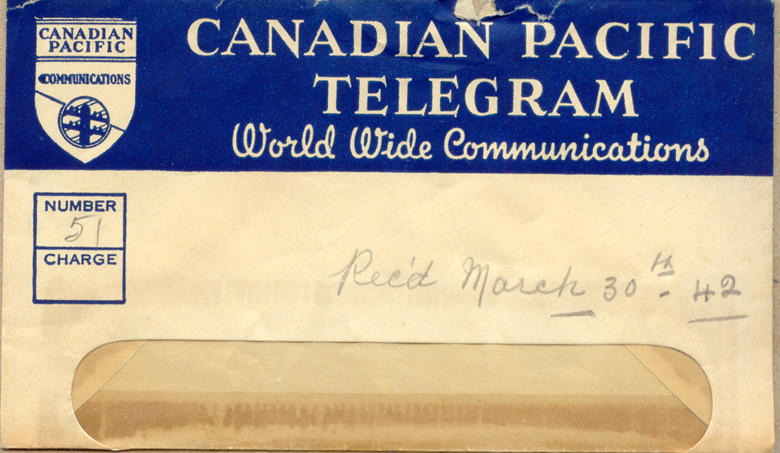 CANADIAN
PACIFIC
COMMUNICATIONS
CANADIAN PACIFIC
TELEGRAM
World Wide Communications
NUMBER
51
CHARGE
Rec'd March 30th - 42